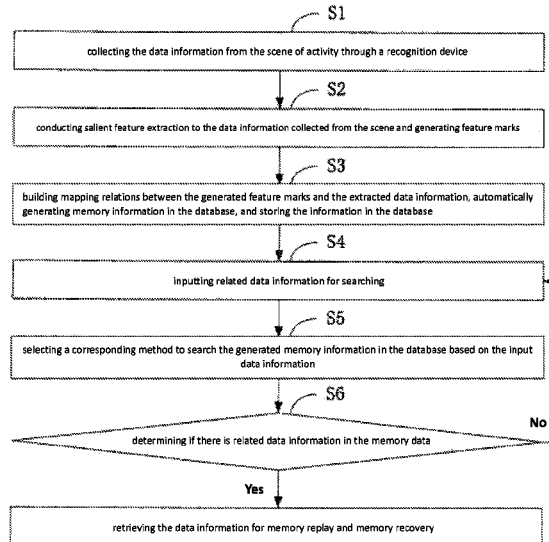 S1
collecting the data information from the scene of activity through a recognition device
S2
conducting salient feature extraction to the data information collected from the scene and generating feature marks
S3
building mapping relations between the generated feature marks and the extracted data information, automatically
generating memory information in the database, and storing the information in the database
S4
inputting related data information for searching
S5
selecting a corresponding method to search the generated memory information in the database based on the input
data information
S6
determining if there is related data information in the memory data
No
Yes
retrieving the data information for memory replay and memory recovery